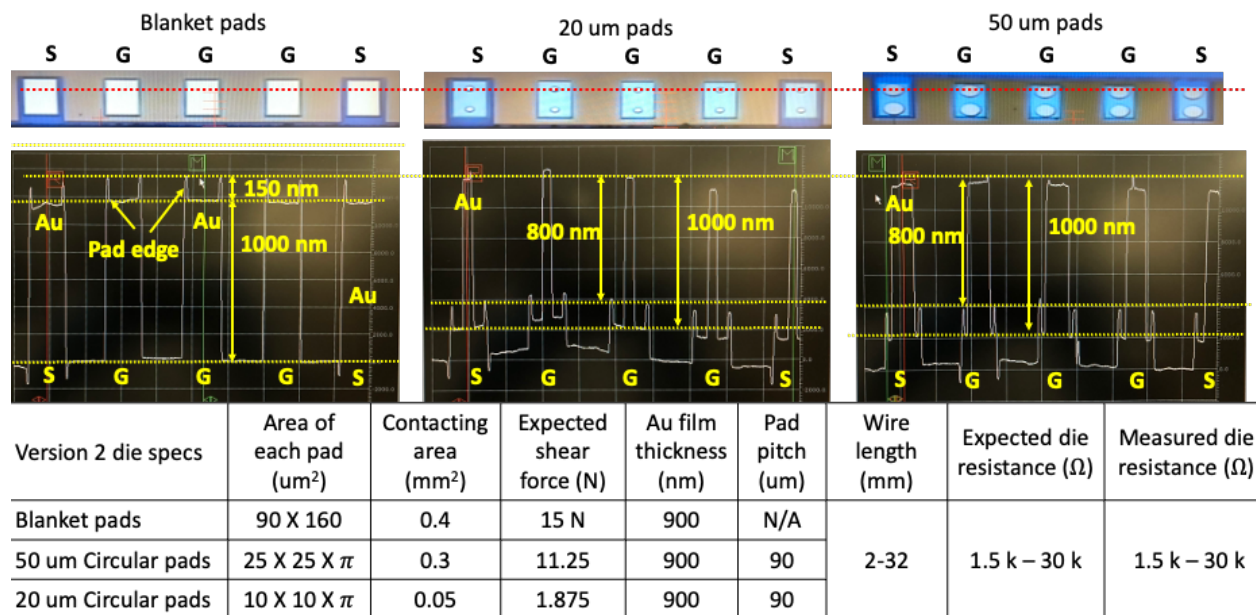 Blanket pads
S G G G S
20 um pads
S G G G S
50 um pads
S G G G S
M
150 nm
Au
Au
Pad edge
1000 nm
Au
S G G G S
M
Au
800 nm
1000 nm
S G G G S
Au
800 nm
1000 nm
S G G G S
Version 2 die specs
Area of
each pad
(um²)
Contacting
area
(mm²)
Expected
shear
force (N)
Au film
thickness
(nm)
Pad
pitch
(um)
Wire
length
(mm)
Expected die
resistance (Ω)
Measured die
resistance (Ω)
Blanket pads 90 X 160 0.4 15 N 900 N/A
50 um Circular pads 25 X 25 X π 0.3 11.25 900 90 2-32 1.5 k – 30 k 1.5 k – 30 k
20 um Circular pads 10 X 10 X π 0.05 1.875 900 90